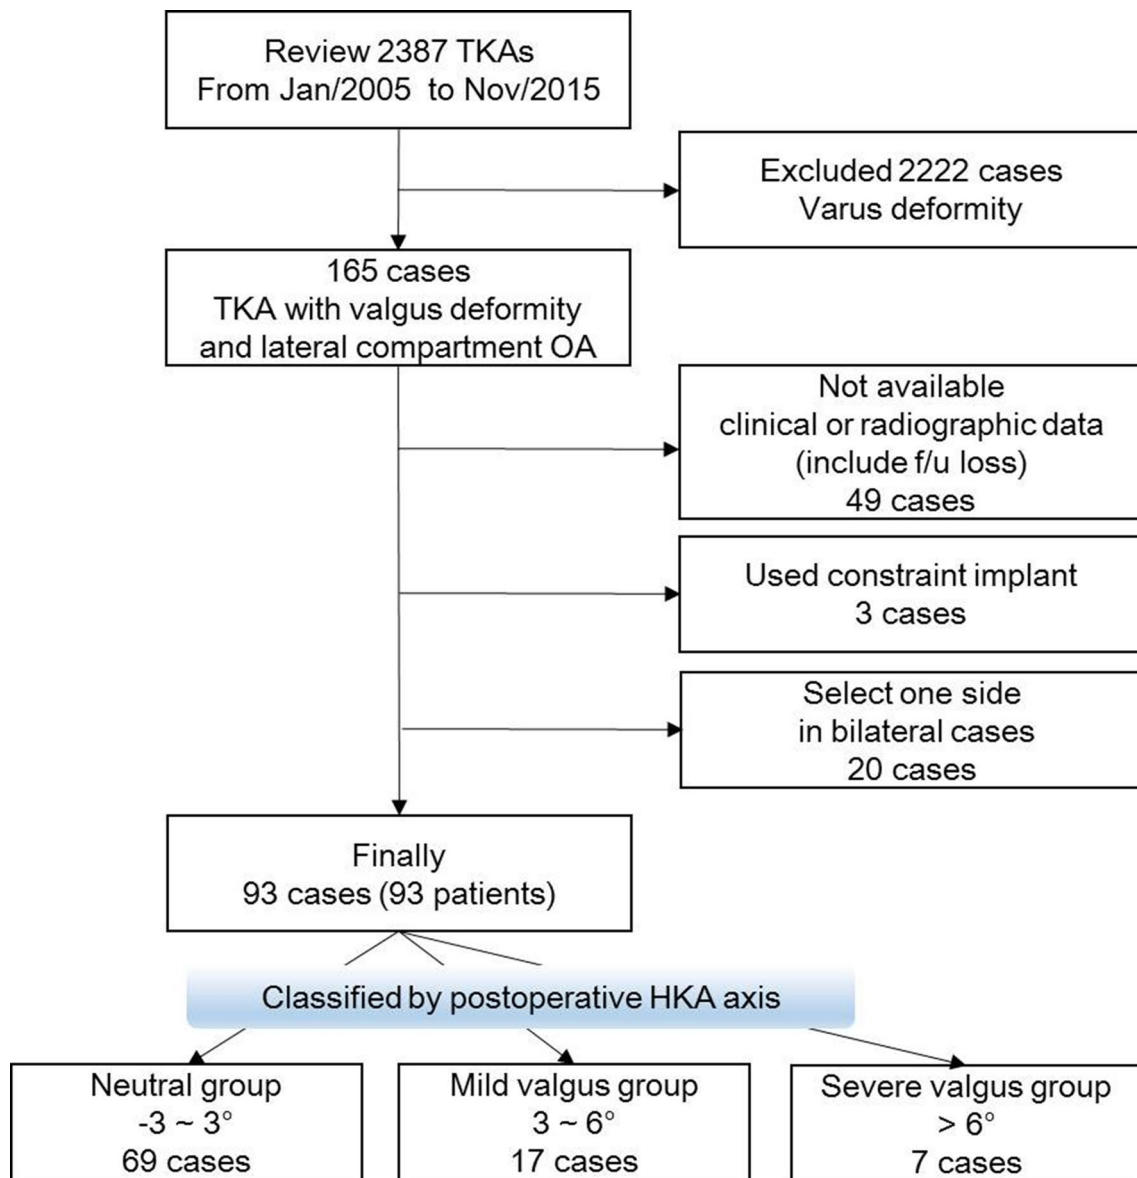 Review 2387 TKAs
From Jan/2005 to Nov/2015
Excluded 2222 cases
Varus deformity
165 cases
TKA with valgus deformity
and lateral compartment OA
Not available
clinical or radiographic data
(include f/u loss)
49 cases
Used constraint implant
3 cases
Select one side
in bilateral cases
20 cases
Finally
93 cases (93 patients)
Classified by postoperative HKA axis
Neutral group
-3 ~ 3°
69 cases
Mild valgus group
3 ~ 6°
17 cases
Severe valgus group
> 6°
7 cases